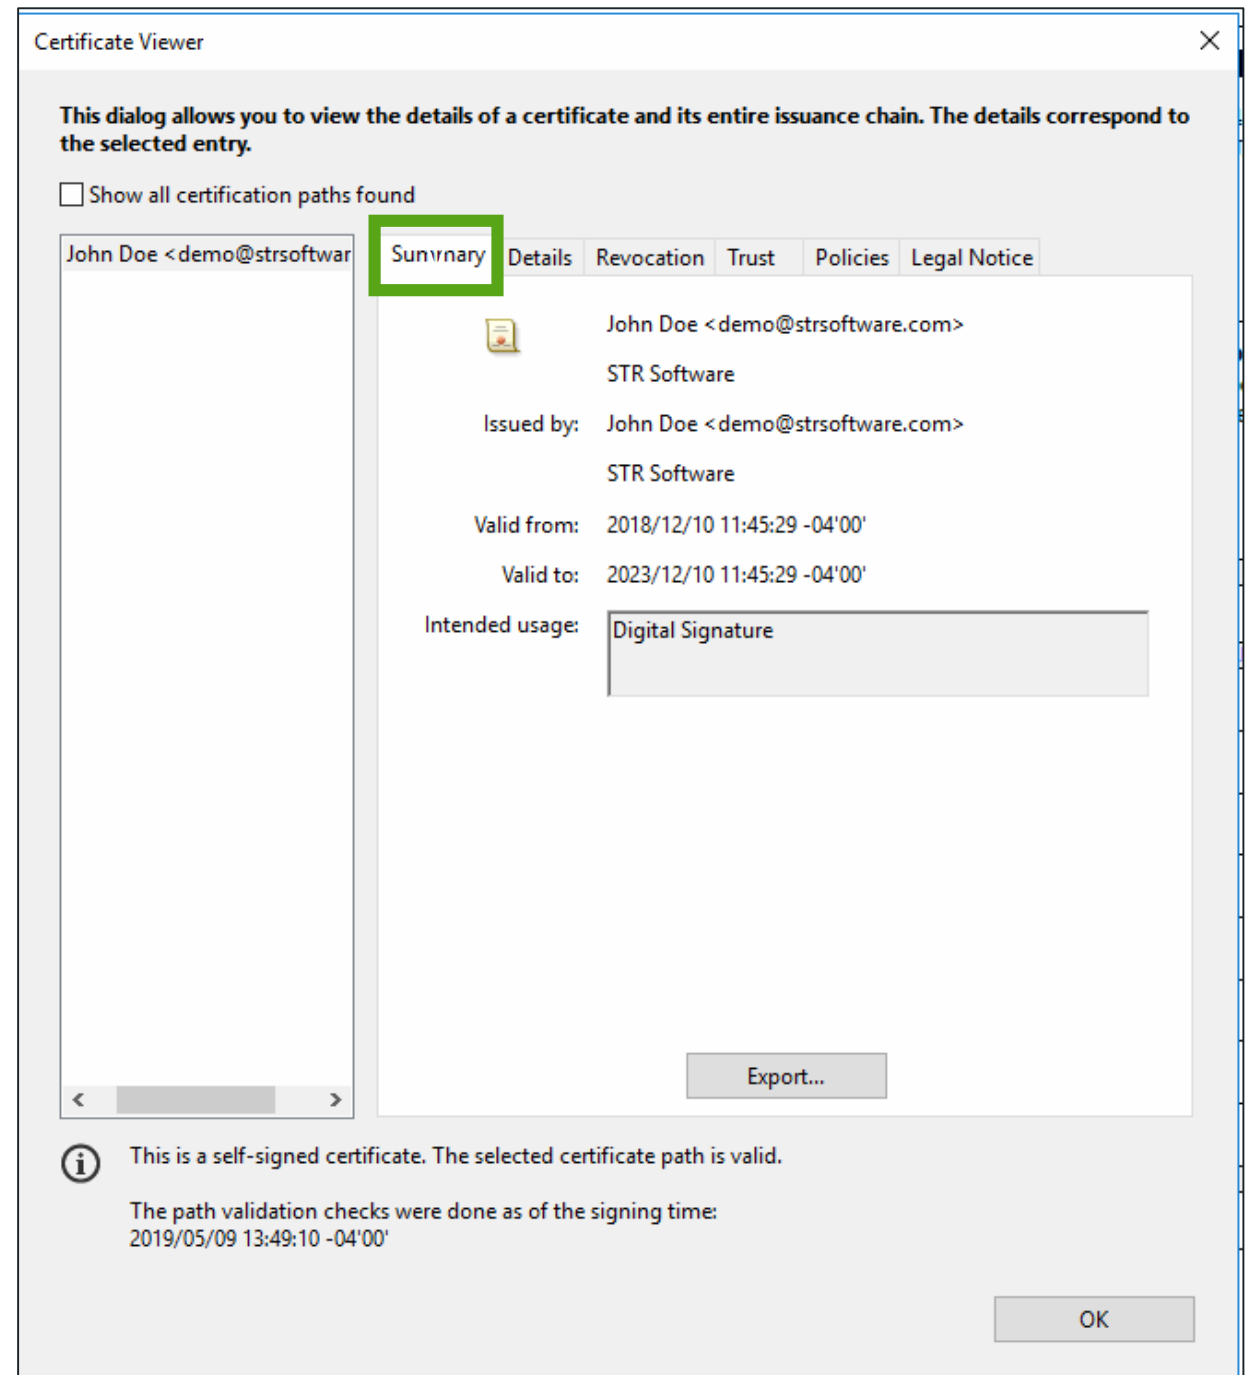 Certificate Viewer
This dialog allows you to view the details of a certificate and its entire issuance chain. The details correspond to
the selected entry.
Show all certification paths found
John Doe <demo@strsoftwar
Summary Details Revocation Trust Policies Legal Notice
John Doe <demo@strsoftware.com>
STR Software
Issued by: John Doe <demo@strsoftware.com>
STR Software
Valid from: 2018/12/10 11:45:29 -04'00'
Valid to: 2023/12/10 11:45:29 -04'00'
Intended usage: Digital Signature
Export...
This is a self-signed certificate. The selected certificate path is valid.
The path validation checks were done as of the signing time:
2019/05/09 13:49:10 -04'00'
OK